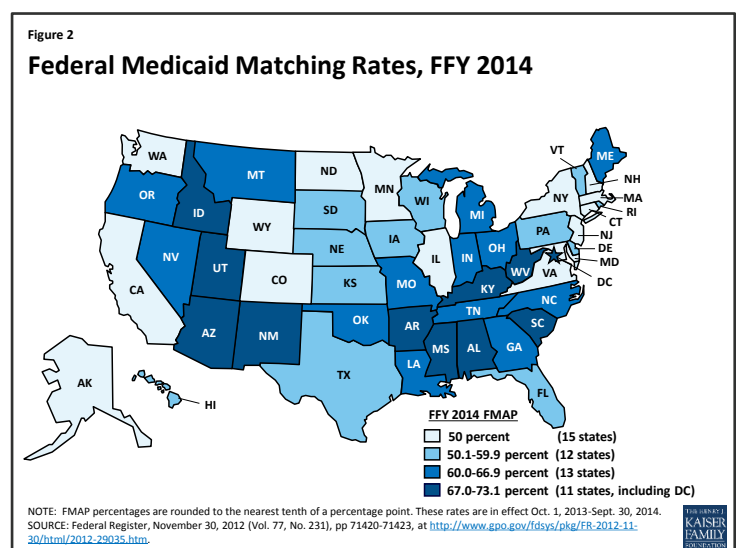 Figure 2
Federal Medicaid Matching Rates, FFY 2014
WA
OR
CA
NV
ID
MT
WY
UT
AZ
CO
NM
ND
SD
NE
KS
OK
TX
MN
IA
MO
AR
LA
WI
IL
MI
IN
OH
KY
TN
MS
AL
GA
FL
SC
NC
VA
WV
PA
NY
VT
ME
NH
MA
RI
CT
NJ
DE
MD
DC
AK
HI
FFY 2014 FMAP
50 percent (15 states)
50.1-59.9 percent (12 states)
60.0-66.9 percent (13 states)
67.0-73.1 percent (11 states, including DC)
NOTE: FMAP percentages are rounded to the nearest tenth of a percentage point. These rates are in effect Oct. 1, 2013-Sept. 30, 2014.
SOURCE: Federal Register, November 30, 2012 (Vol. 77, No. 231), pp 71420-71423, at http://www.gpo.gov/fdsys/pkg/FR-2012-11-
30/html/2012-29035.htm.
THE HENRY J.
KAISER
FAMILY
FOUNDATION